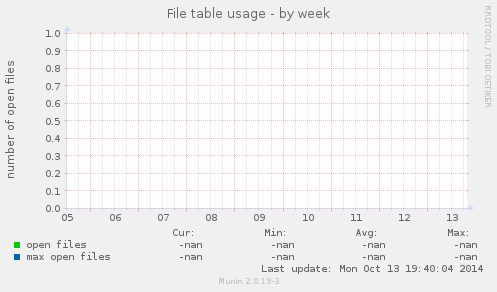 File table usage - by week
RRDTOOL / TOBI OETIKER
number of open files
1.0
0.9
0.8
0.7
0.6
0.5
0.4
0.3
0.2
0.1
0.0
05 06 07 08 09 10 11 12 13
Cur: Min: Avg: Max:
open files -nan -nan -nan -nan
max open files -nan -nan -nan -nan
Last update: Mon Oct 13 19:40:04 2014
Munin 2.0.19-3